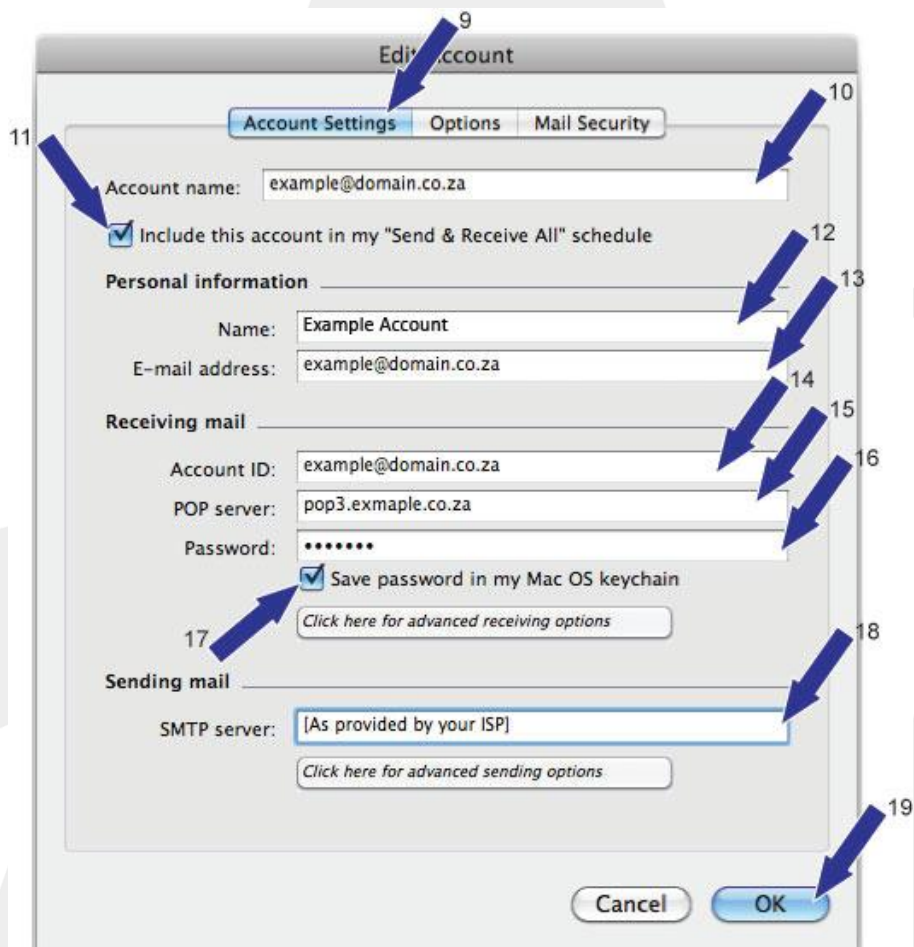 9
Edit Account
10
11
Account Settings Options Mail Security
Account name: example@domain.co.za
Include this account in my "Send & Receive All" schedule
12
Personal information
13
Name: Example Account
E-mail address: example@domain.co.za
14
Receiving mail
15
Account ID: example@domain.co.za
16
POP server: pop3.exmaple.co.za
Password: •••••••
Save password in my Mac OS keychain
Click here for advanced receiving options
17
18
Sending mail
SMTP server: [As provided by your ISP]
Click here for advanced sending options
19
Cancel OK